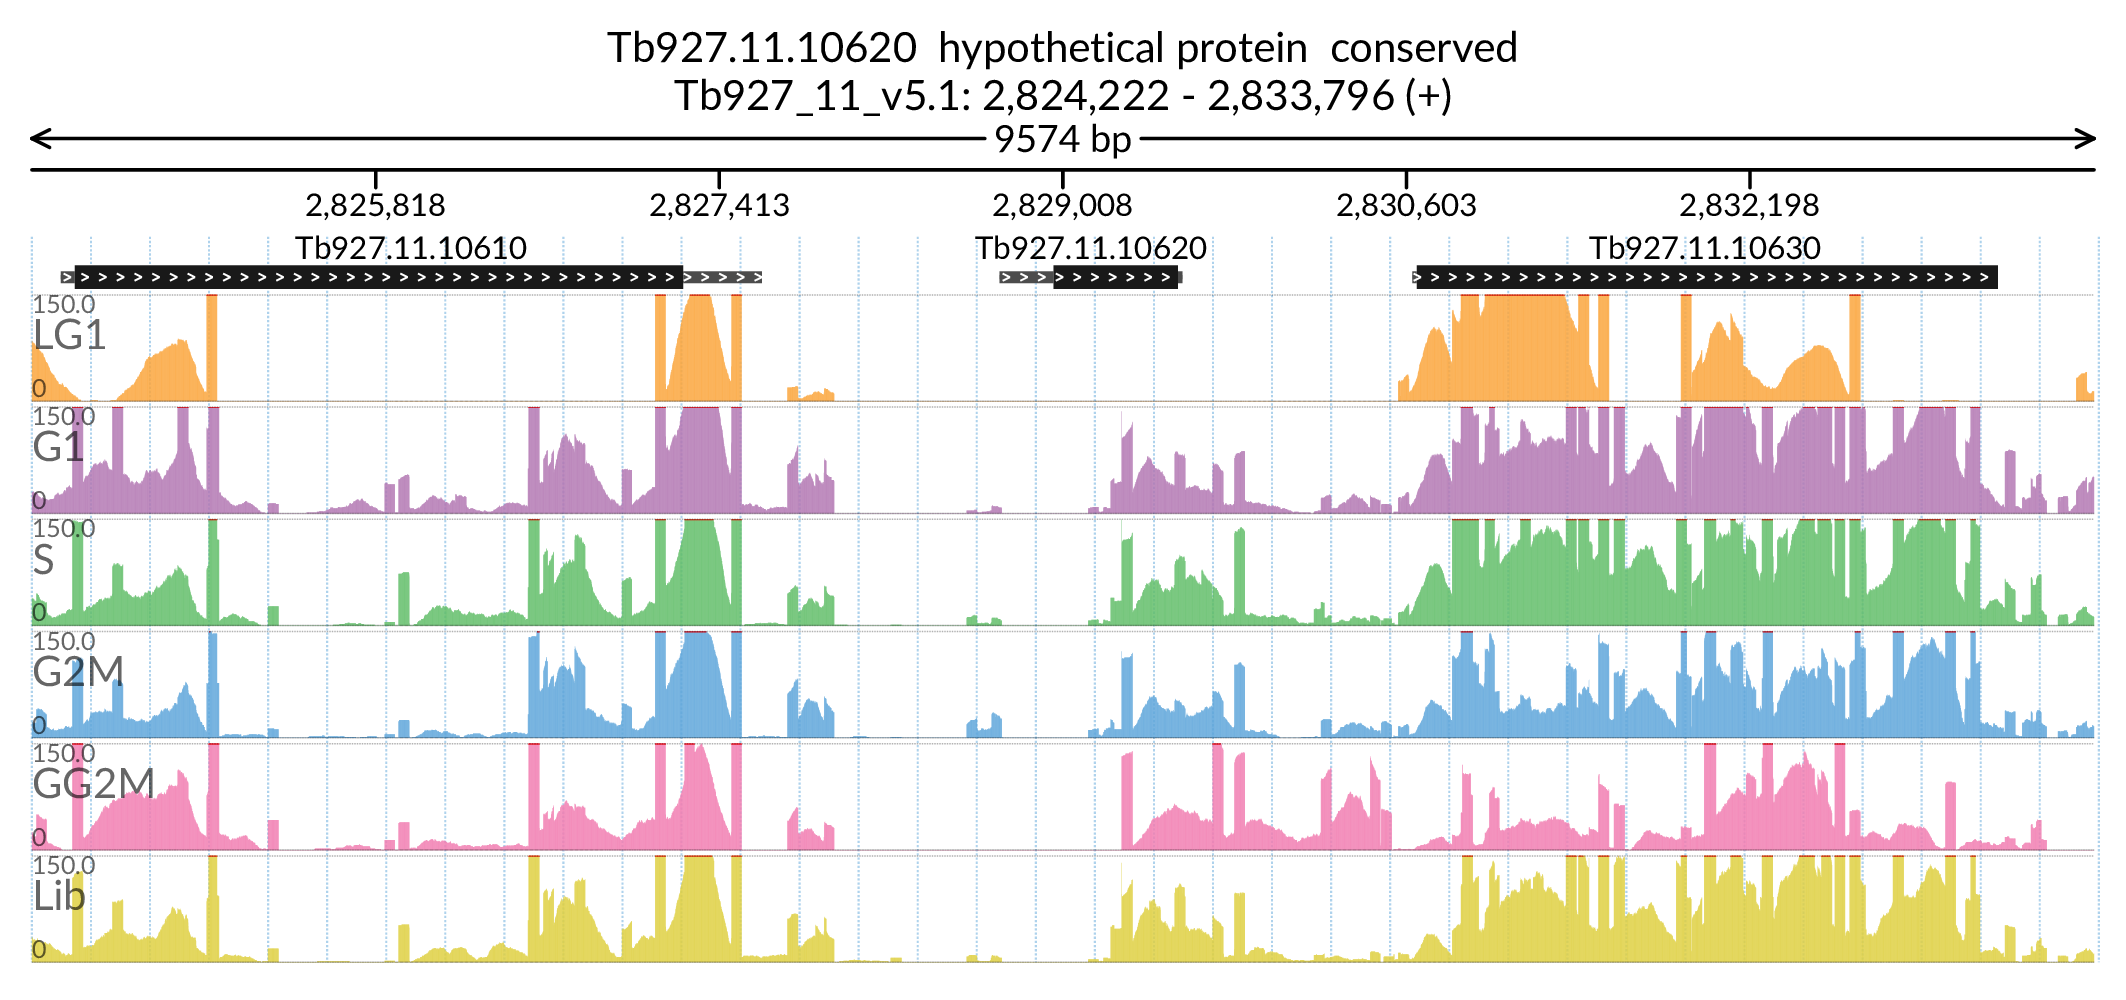 Tb927.11.10620  hypothetical protein  conserved
Tb927_11_v5.1: 2,824,222 - 2,833,796 (+)
9574 bp
2,825,818 2,827,413 2,829,008 2,830,603 2,832,198
Tb927.11.10610 Tb927.11.10620 Tb927.11.10630
150.0
LG1
0
150.0
G1
0
150.0
S
0
150.0
G2M
0
150.0
GG2M
0
150.0
Lib
0